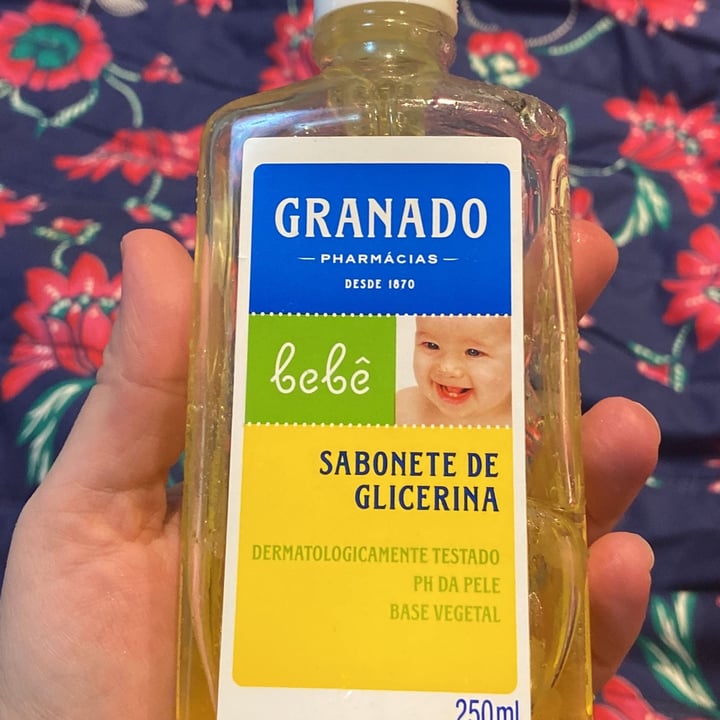 GRANADO
PHARMÁCIAS
DESDE 1870
bebê
SABONETE DE
GLICERINA
DERMATOLOGICAMENTE TESTADO
PH DA PELE
BASE VEGETAL
250ml